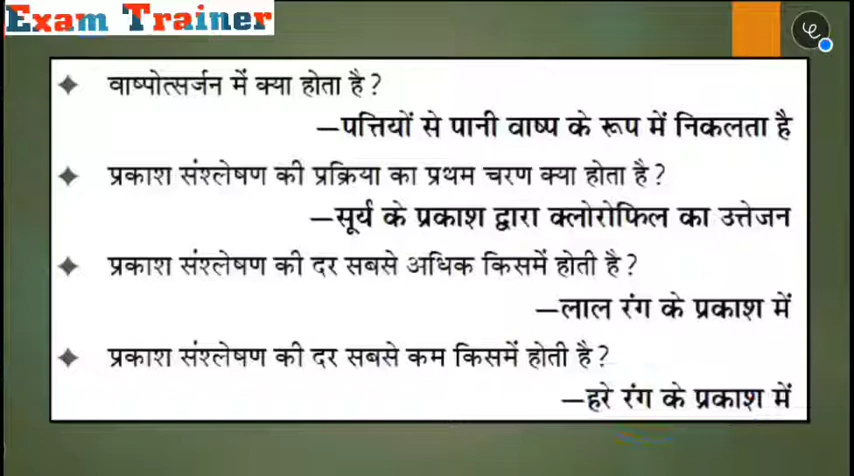 Exam Trainer
वाष्पोत्सर्जन में क्या होता है?
—पत्तियों से पानी वाष्प के रूप में निकलता है
प्रकाश संश्लेषण की प्रक्रिया का प्रथम चरण क्या होता है?
—सूर्य के प्रकाश द्वारा क्लोरोफिल का उत्तेजन
प्रकाश संश्लेषण की दर सबसे अधिक किसमें होती है?
—लाल रंग के प्रकाश में
प्रकाश संश्लेषण की दर सबसे कम किसमें होती है?
—हरे रंग के प्रकाश में